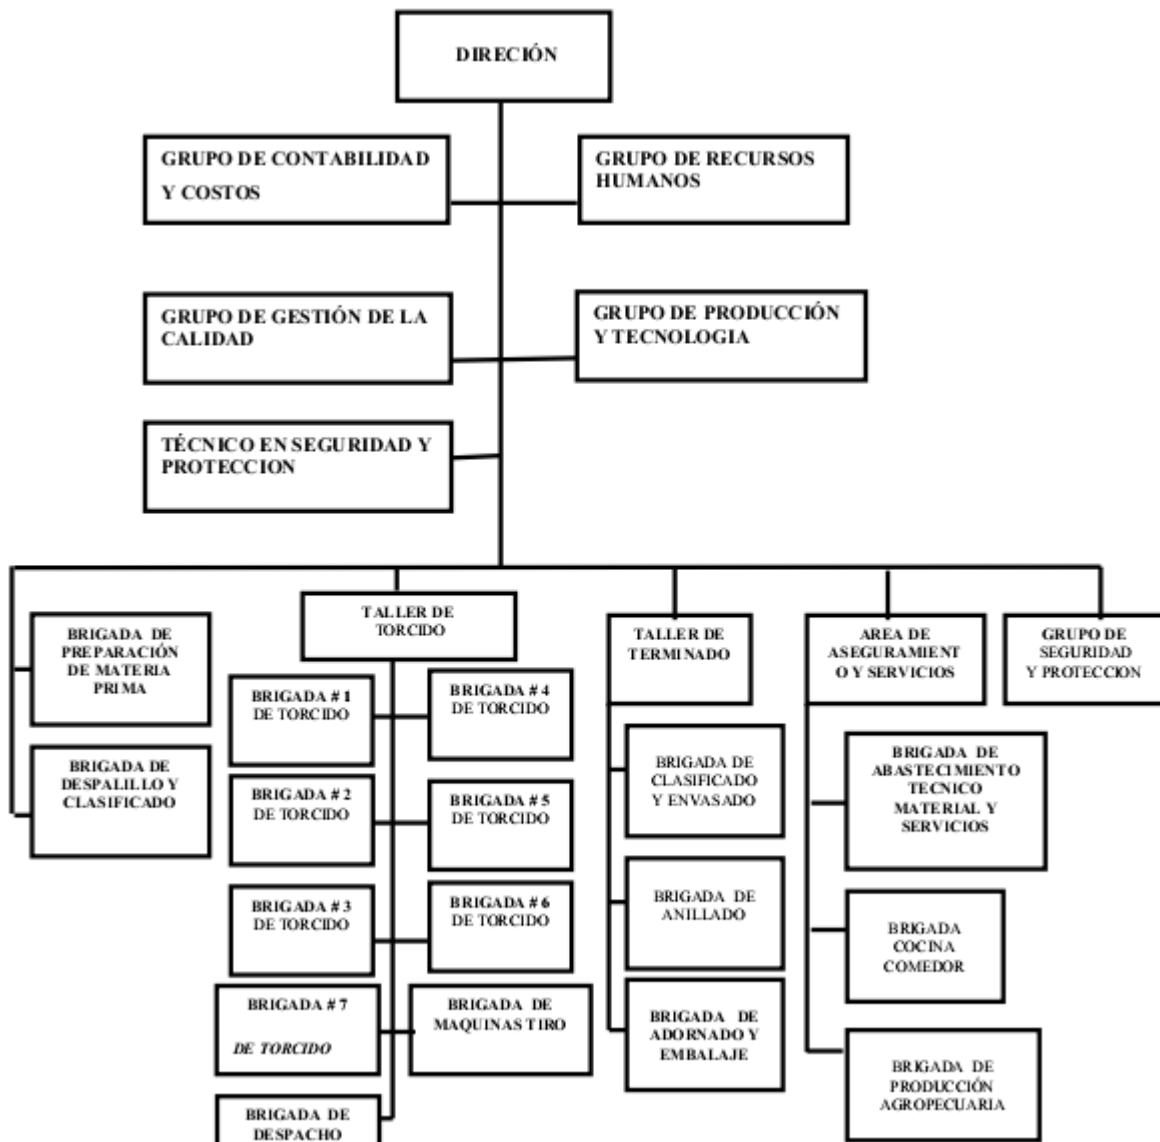 DIRECIÓN
GRUPO DE CONTABILIDAD
Y COSTOS
GRUPO DE RECURSOS
HUMANOS
GRUPO DE GESTIÓN DE LA
CALIDAD
GRUPO DE PRODUCCIÓN
Y TECNOLOGIA
TÉCNICO EN SEGURIDAD Y
PROTECCION
BRIGADA DE
PREPARACIÓN
DE MATERIA
PRIMA
BRIGADA DE
DESPALILLO Y
CLASIFICADO
TALLER DE
TORCIDO
BRIGADA # 1
DE TORCIDO
BRIGADA # 4
DE TORCIDO
BRIGADA # 2
DE TORCIDO
BRIGADA # 5
DE TORCIDO
BRIGADA # 3
DE TORCIDO
BRIGADA # 6
DE TORCIDO
BRIGADA # 7
DE TORCIDO
BRIGADA DE
MAQUINAS TIRO
BRIGADA DE
DESPACHO
TALLER DE
TERMINADO
BRIGADA DE
CLASIFICADO
Y ENVASADO
BRIGADA DE
ANILLADO
BRIGADA DE
ADORNADO Y
EMBALAJE
AREA DE
ASEGURAMIENT
O Y SERVICIOS
BRIGADA DE
ABASTECIMIENTO
TECNICO
MATERIAL Y
SERVICIOS
BRIGADA
COCINA
COMEDOR
BRIGADA DE
PRODUCCIÓN
AGROPECUARIA
GRUPO DE
SEGURIDAD
Y PROTECCION